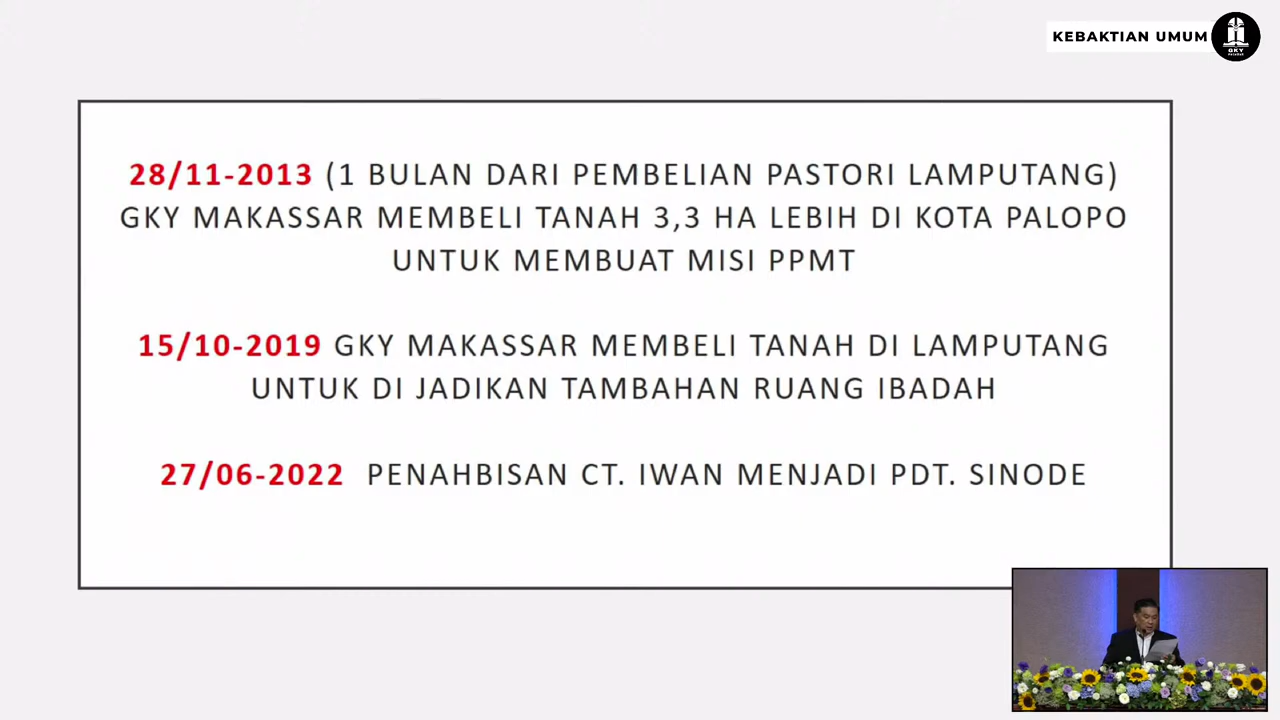 KEBAKTIAN UMUM
GKY
28/11-2013 (1 BULAN DARI PEMBELIAN PASTORI LAMPUTANG)
GKY MAKASSAR MEMBELI TANAH 3,3 HA LEBIH DI KOTA PALOPO
UNTUK MEMBUAT MISI PPMT
15/10-2019 GKY MAKASSAR MEMBELI TANAH DI LAMPUTANG
UNTUK DI JADIKAN TAMBAHAN RUANG IBADAH
27/06-2022 PENAHBISAN CT. IWAN MENJADI PDT. SINODE